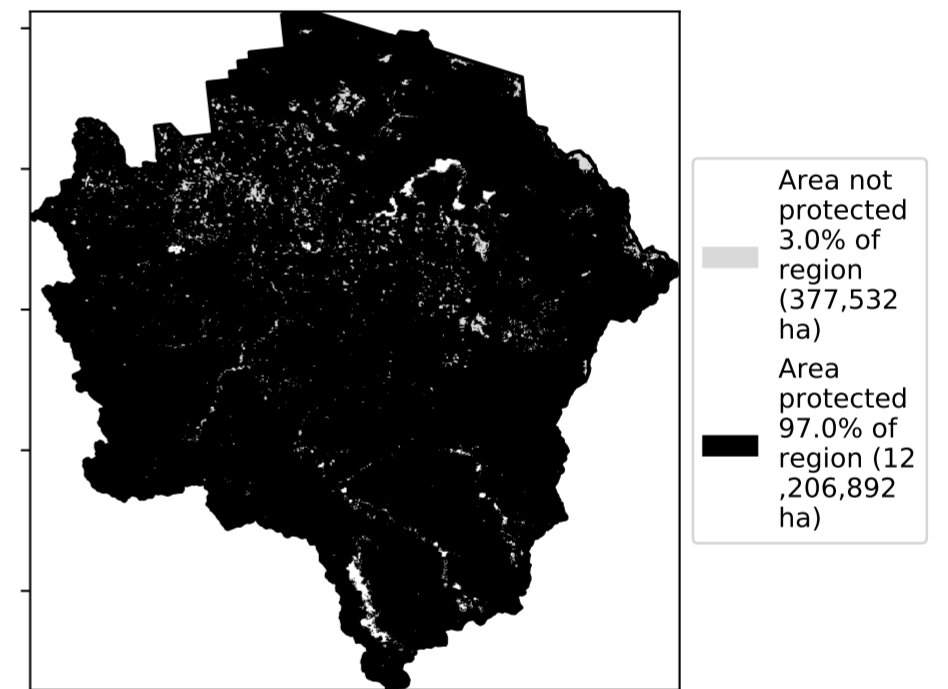 Area not
protected
3.0% of
region
(377,532
ha)
Area
protected
97.0% of
region (12
,206,892
ha)